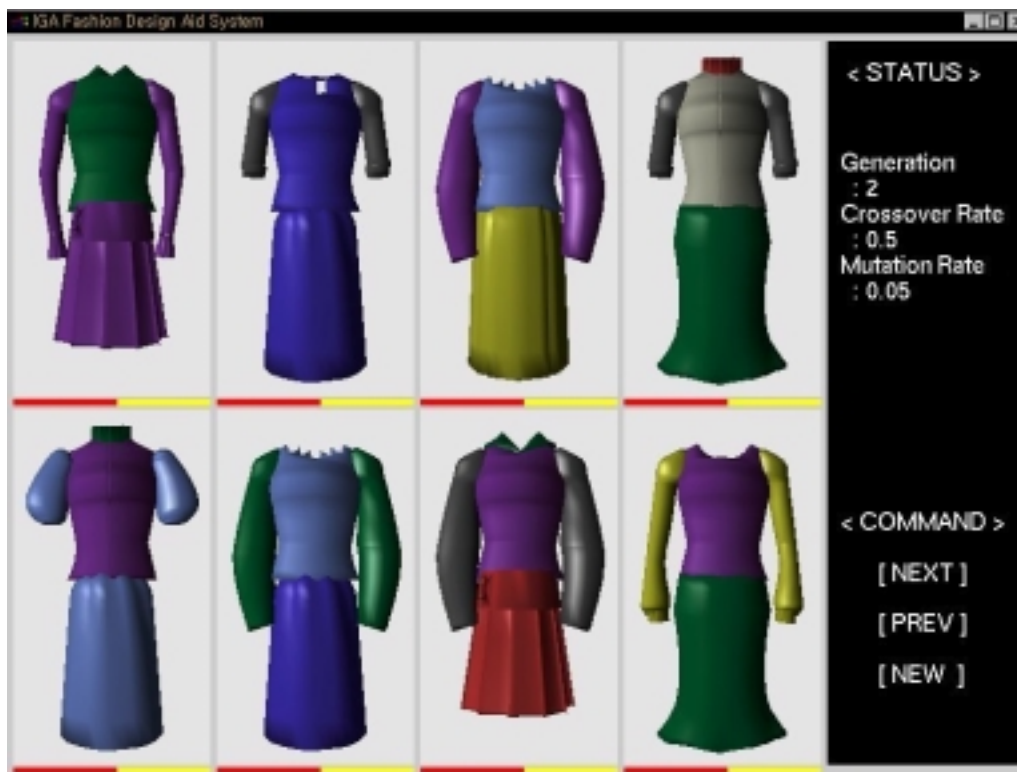 IGA Fashion Design Aid System
< STATUS >
Generation
: 2
Crossover Rate
: 0.5
Mutation Rate
: 0.05
< COMMAND >
[ NEXT ]
[ PREV ]
[ NEW ]